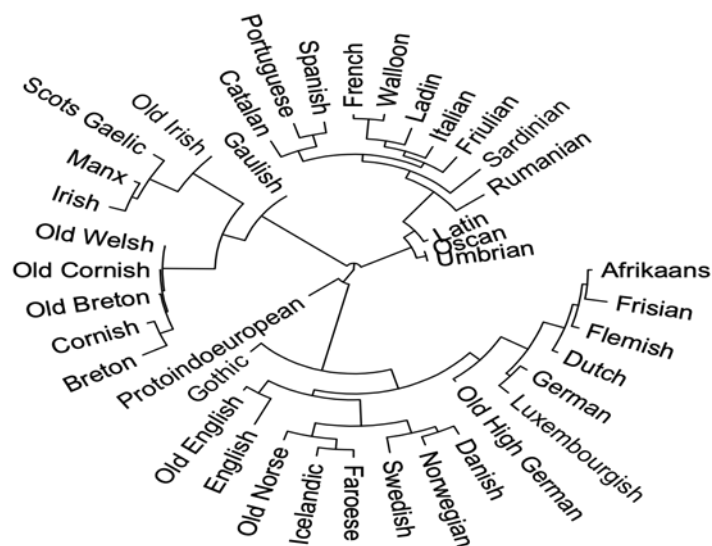 Portuguese
Spanish
French
Walloon
Ladin
Italian
Friulian
Sardinian
Rumanian
Catalan
Gaulish
Old Irish
Scots Gaelic
Manx
Irish
Old Welsh
Old Cornish
Old Breton
Cornish
Breton
Latin
Oscan
Umbrian
Afrikaans
Frisian
Flemish
Dutch
German
Luxembourgish
Old High German
Danish
Norwegian
Swedish
Faroese
Icelandic
Old Norse
English
Old English
Gothic
Protoindoeuropean